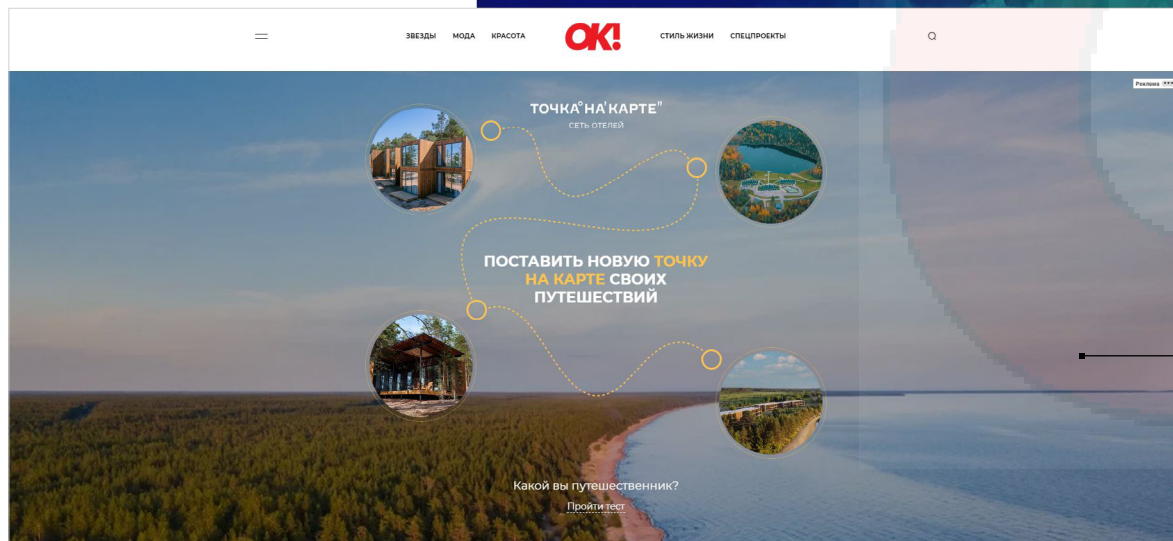 ЗВЕЗДЫ МОДА КРАСОТА OK! СТИЛЬ ЖИЗНИ СПЕЦПРОЕКТЫ
Реклама
ТОЧКА°НА'КАРТЕ"
СЕТЬ ОТЕЛЕЙ
ПОСТАВИТЬ НОВУЮ ТОЧКУ
НА КАРТЕ СВОИХ
ПУТЕШЕСТВИЙ
Какой вы путешественник?
Пройти тест